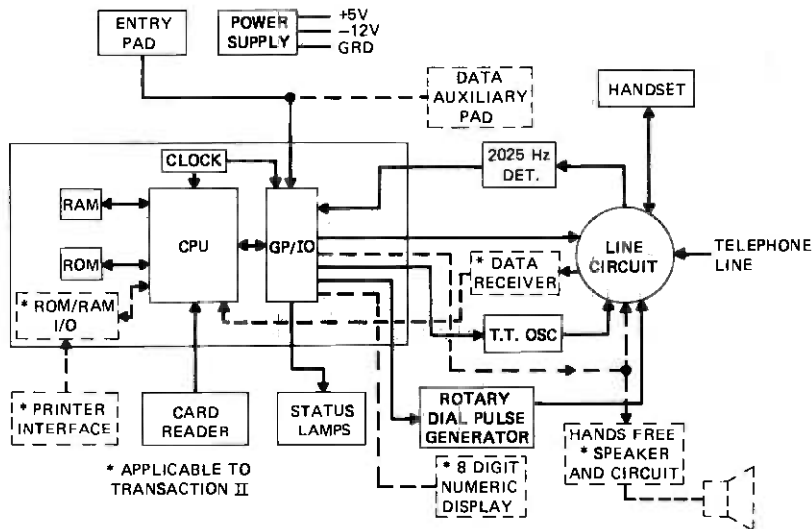 ENTRY
PAD
POWER
SUPPLY
+5V
−12V
GRD
DATA
AUXILIARY
PAD
HANDSET
CLOCK
2025 Hz
DET.
RAM
CPU
GP/IO
ROM
LINE
CIRCUIT
TELEPHONE
LINE
* DATA
RECEIVER
* ROM/RAM
I/O
T.T. OSC
* PRINTER
INTERFACE
CARD
READER
STATUS
LAMPS
ROTARY
DIAL PULSE
GENERATOR
HANDS FREE
* SPEAKER
AND CIRCUIT
* APPLICABLE TO
TRANSACTION II
* 8 DIGIT
NUMERIC
DISPLAY